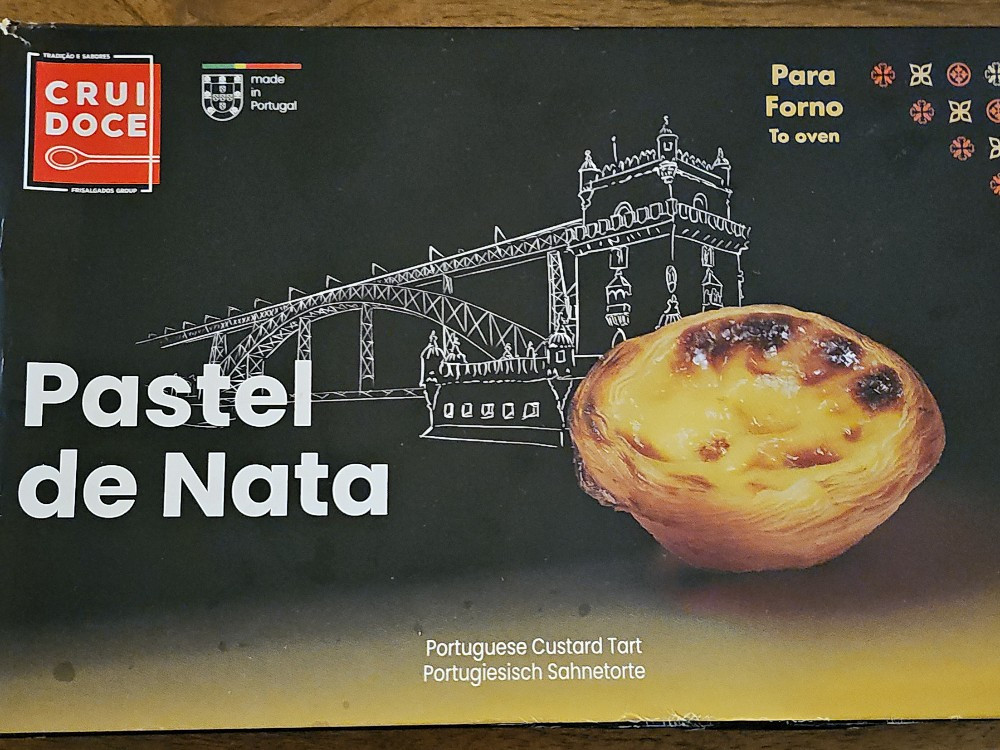 TRADIÇÃO E SABORES
CRUI
DOCE
FRISALGADOS GROUP
made
in
Portugal
Para
Forno
To oven
Pastel
de Nata
Portuguese Custard Tart
Portugiesisch Sahnetorte